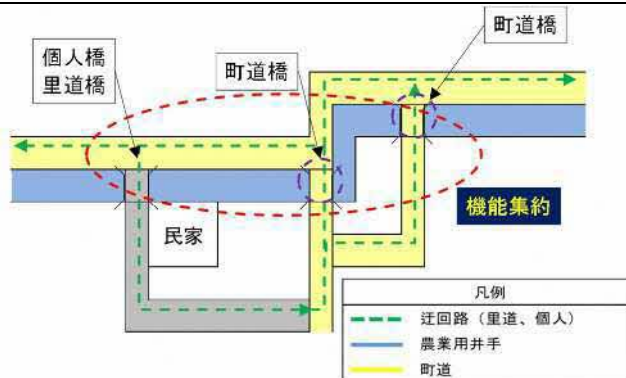 町道橋
個人橋
里道橋
町道橋
民家
機能集約
凡例
迂回路（里道、個人）
農業用井手
町道